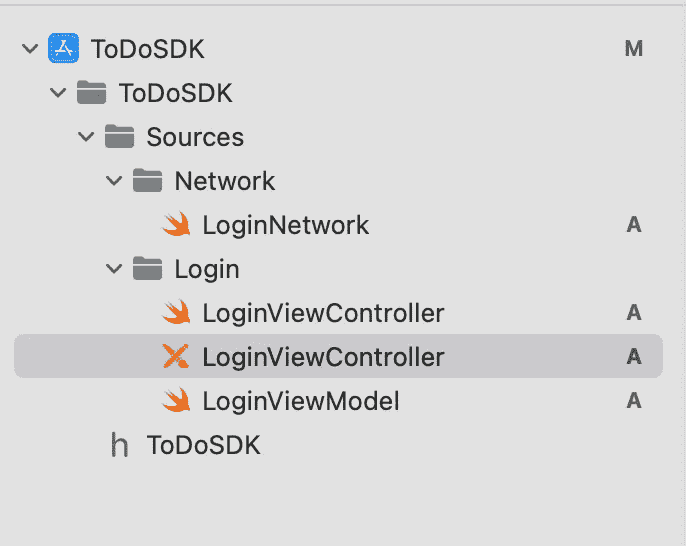 ToDoSDK M
ToDoSDK
Sources
Network
LoginNetwork A
Login
LoginViewController A
LoginViewController A
LoginViewModel A
h ToDoSDK